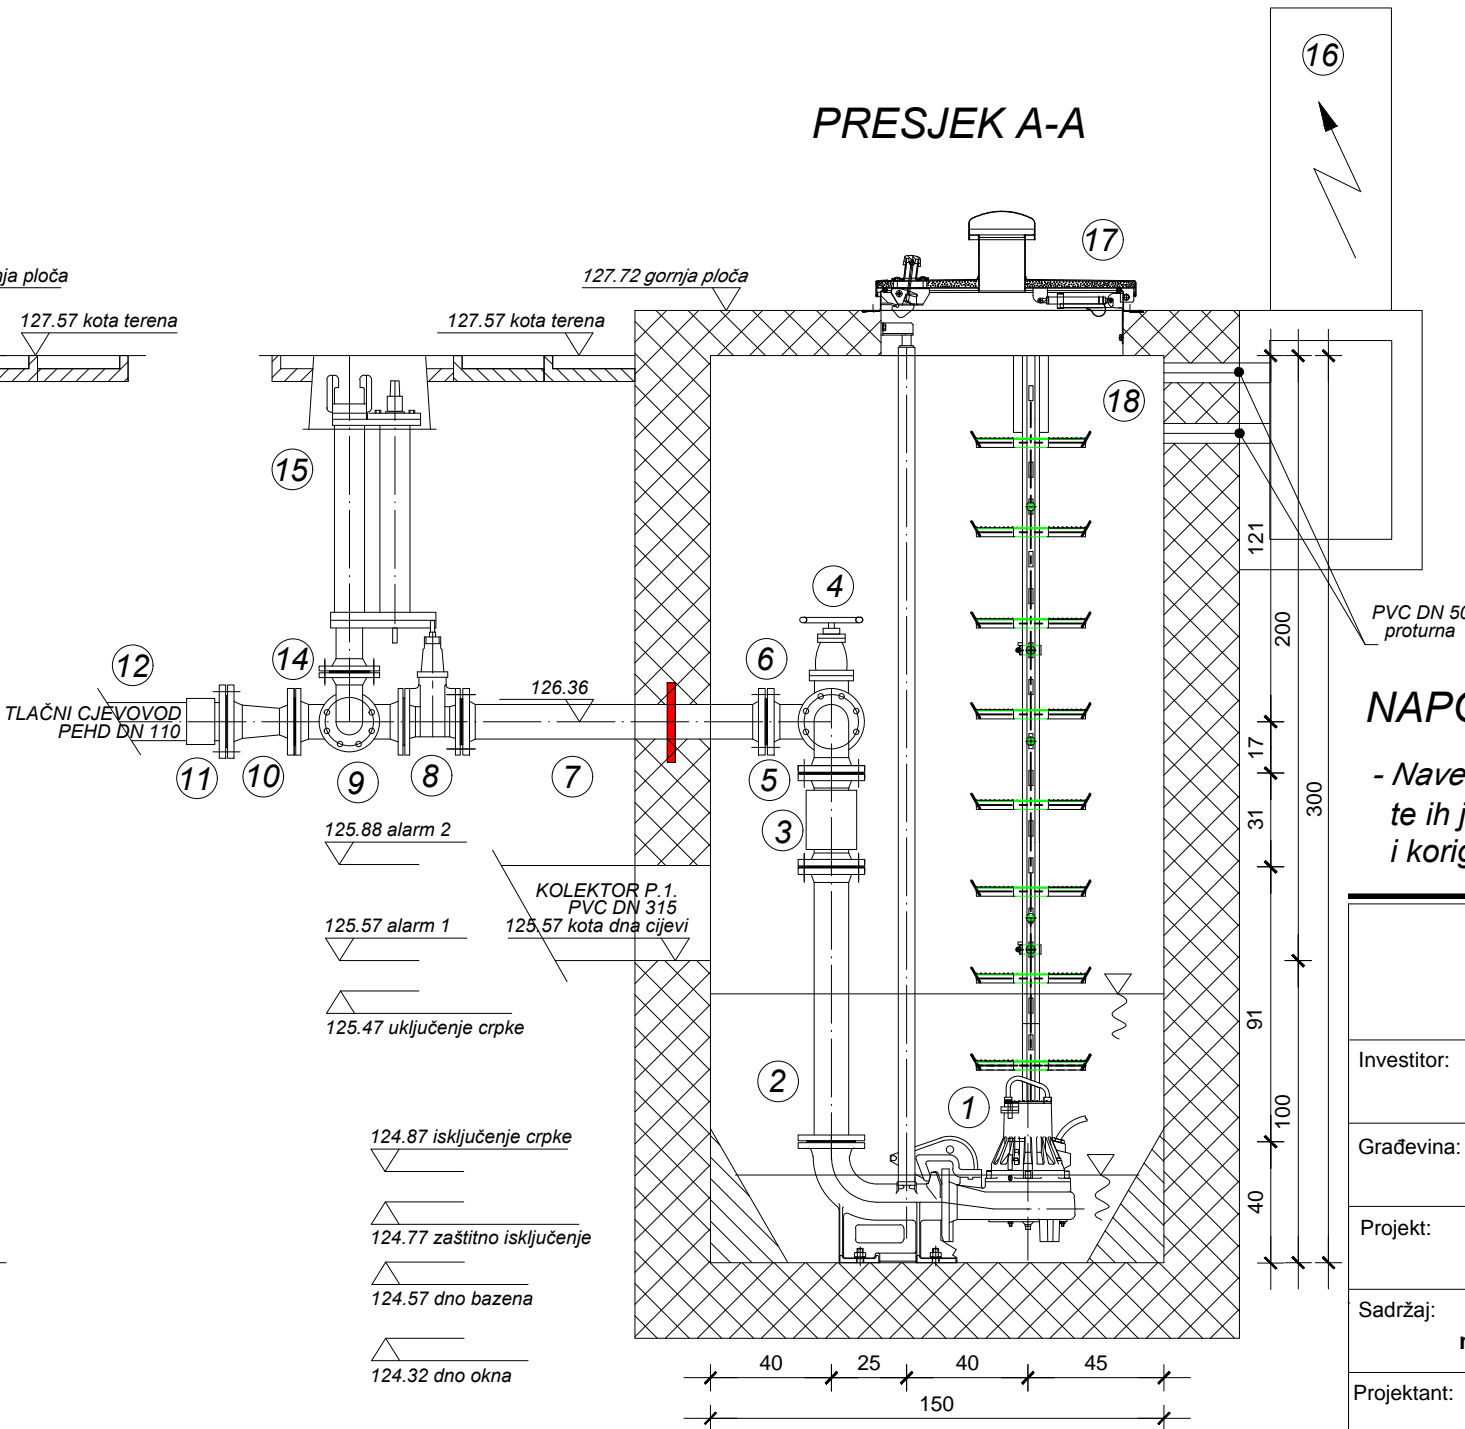 PRESJEK A-A
16
17
ploča
127.57 kota terena
127.57 kota terena
127.72 gornja ploča
18
15
4
121
200
300
PVC DN 50
proturna
12
14
6
126.36
TLAČNI CJEVOVOD
PEHD DN 110
11
10
9
8
7
5
3
17
31
- Nave
te ih
i
125.88 alarm 2
KOLEKTOR P.1.
PVC DN 315
125.57 kota dna cijevi
125.57 alarm 1
125.47 uključenje crpke
91
2
1
100
124.87 isključenje crpke
40
124.77 zaštitno isključenje
124.57 dno bazena
124.32 dno okna
40
25
40
45
150
Investitor:
Građevina:
Projekt:
Sadržaj:
Projektant: